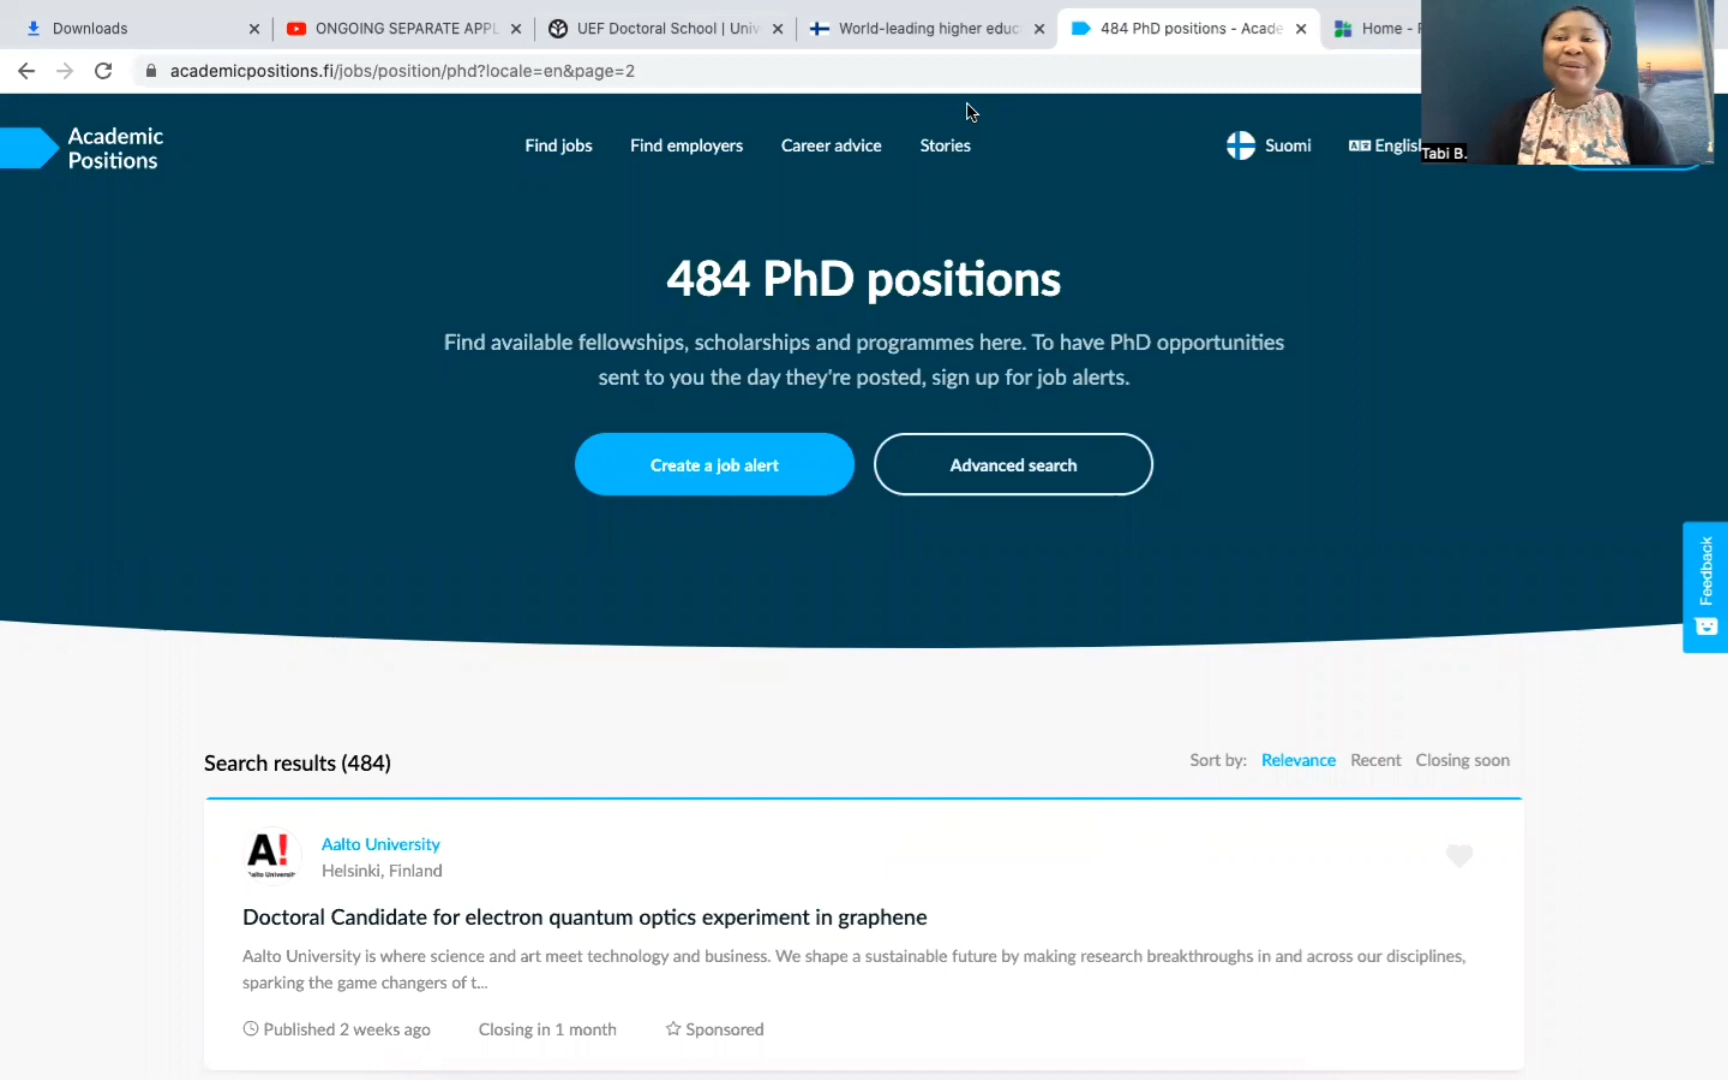 Downloads
ONGOING SEPARATE APPL
UEF Doctoral School | Univ
World-leading higher educ
484 PhD positions - Acade
Home -
academicpositions.fi/jobs/position/phd?locale=en&page=2
Academic
Positions
Find jobs
Find employers
Career advice
Stories
Suomi
English
Tabi B.
484 PhD positions
Find available fellowships, scholarships and programmes here. To have PhD opportunities
sent to you the day they're posted, sign up for job alerts.
Create a job alert
Advanced search
Feedback
Search results (484)
Sort by: Relevance Recent Closing soon
A!
Aalto University
Aalto University
Helsinki, Finland
Doctoral Candidate for electron quantum optics experiment in graphene
Aalto University is where science and art meet technology and business. We shape a sustainable future by making research breakthroughs in and across our disciplines,
sparking the game changers of t...
Published 2 weeks ago
Closing in 1 month
Sponsored